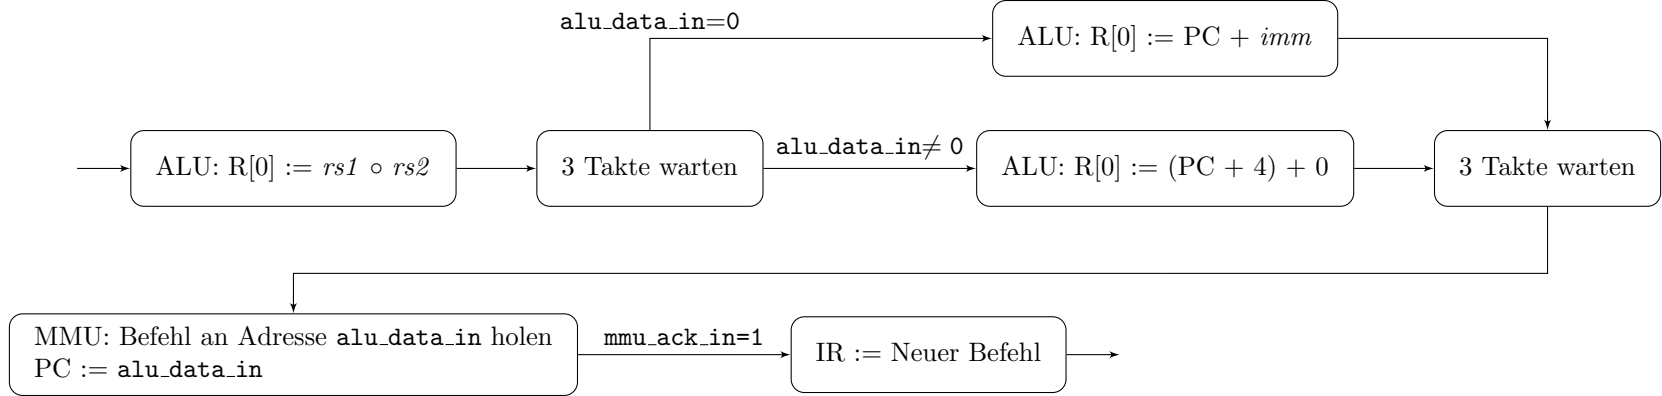 alu_data_in=0
ALU: R[0] := PC + imm
ALU: R[0] := rs1 ∘ rs2
3 Takte warten
alu_data_in≠ 0
ALU: R[0] := (PC + 4) + 0
3 Takte warten
MMU: Befehl an Adresse alu_data_in holen
PC := alu_data_in
mmu_ack_in=1
IR := Neuer Befehl